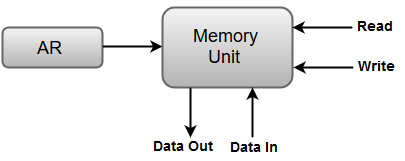 AR
Memory
Unit
Read
Write
Data Out
Data In